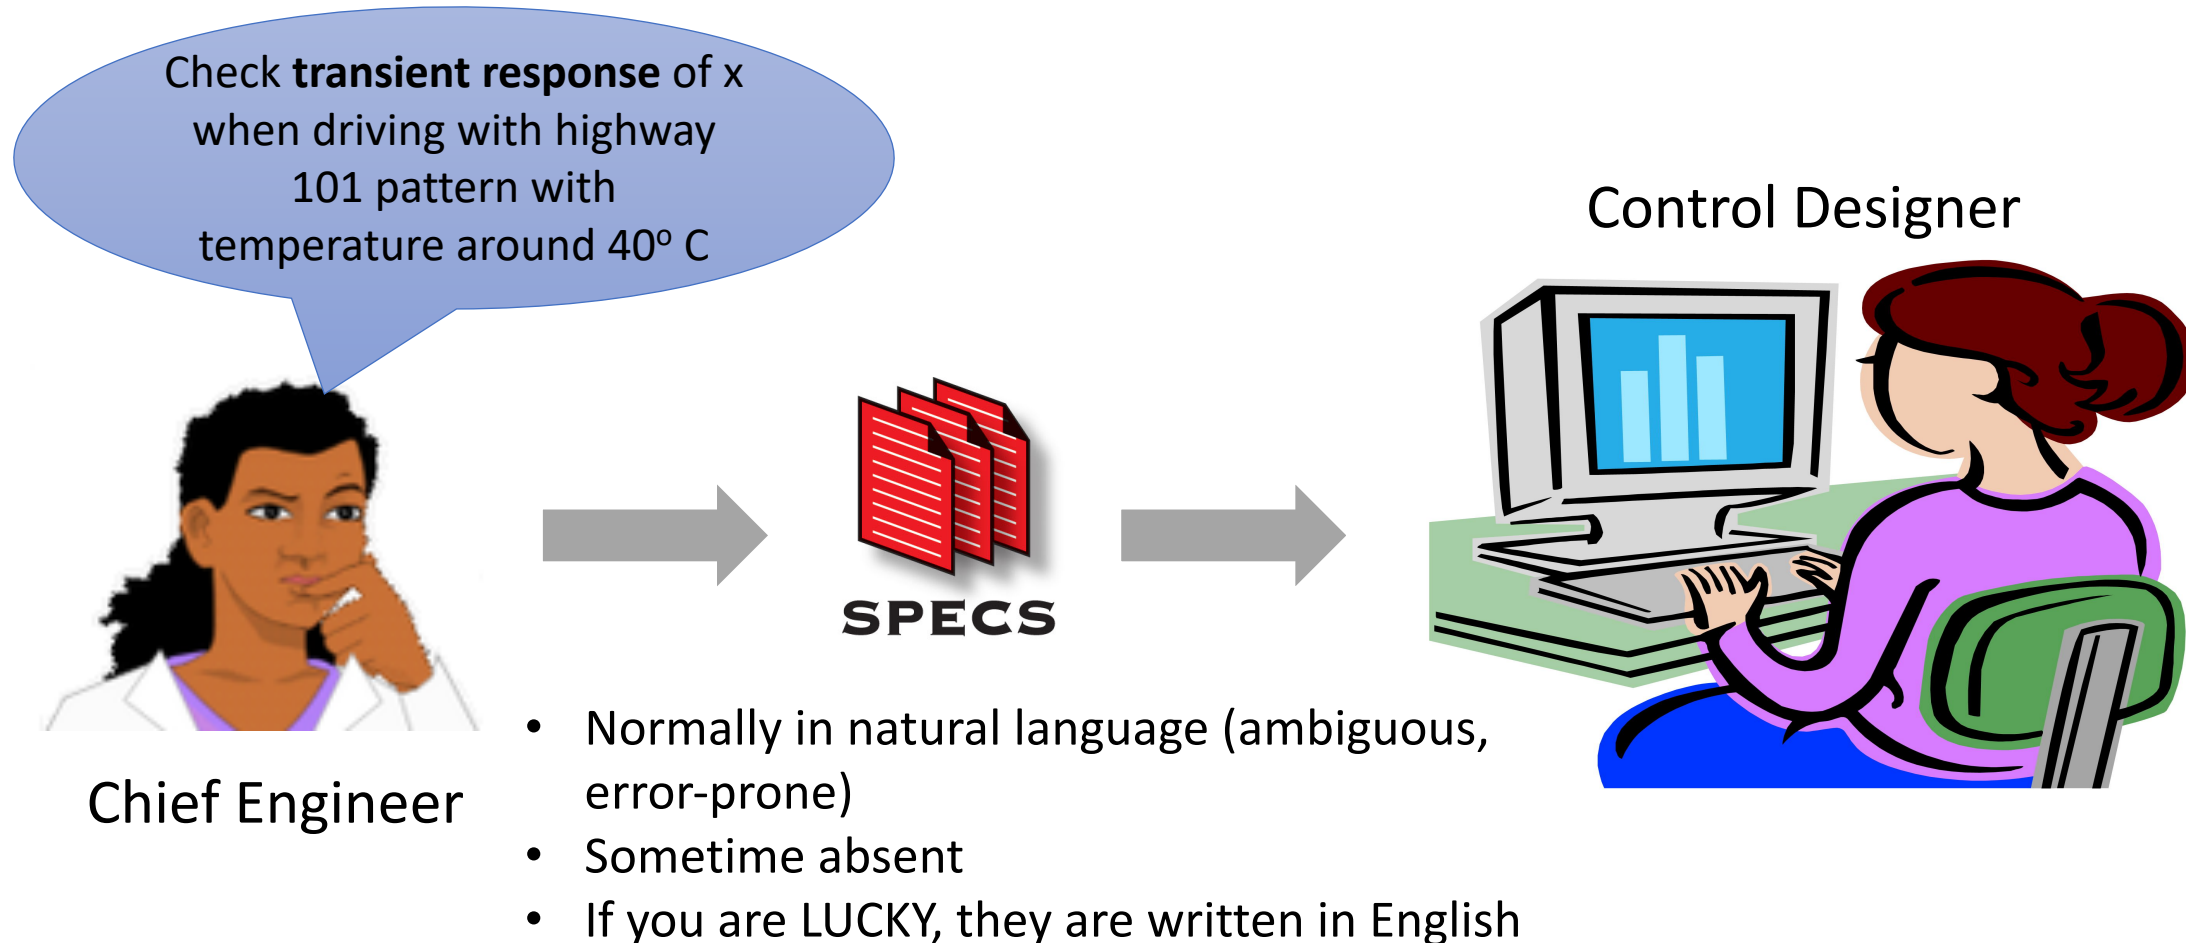 Check transient response of x
when driving with highway
101 pattern with
temperature around 40º C
Control Designer
SPECS
Chief Engineer
• Normally in natural language (ambiguous,
error-prone)
• Sometime absent
• If you are LUCKY, they are written in English